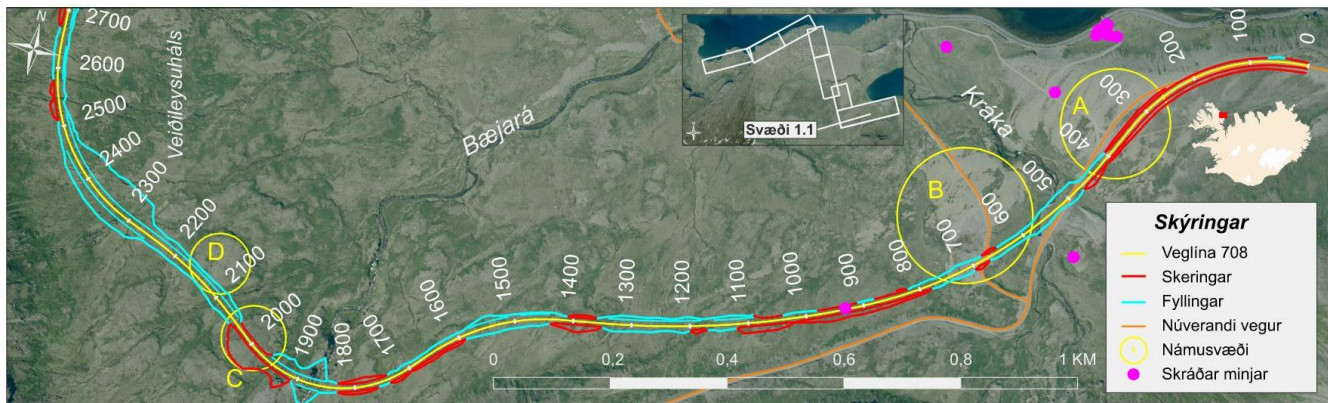 2700
2600
2500
2400
2300
2200
2100
2000
1900
1800
1700
1600
1500
1400
1300
1200
1100
1000
900
800
700
600
500
400
300
200
100
0
N
Veiðileysuháls
Bæjará
Kráka
A
B
C
D
Svæði 1.1
0
0,2
0,4
0,6
0,8
1 KM
Skýringar
Veglína 708
Skeringar
Fyllingar
Núverandi vegur
Námusvæði
Skráðar minjar